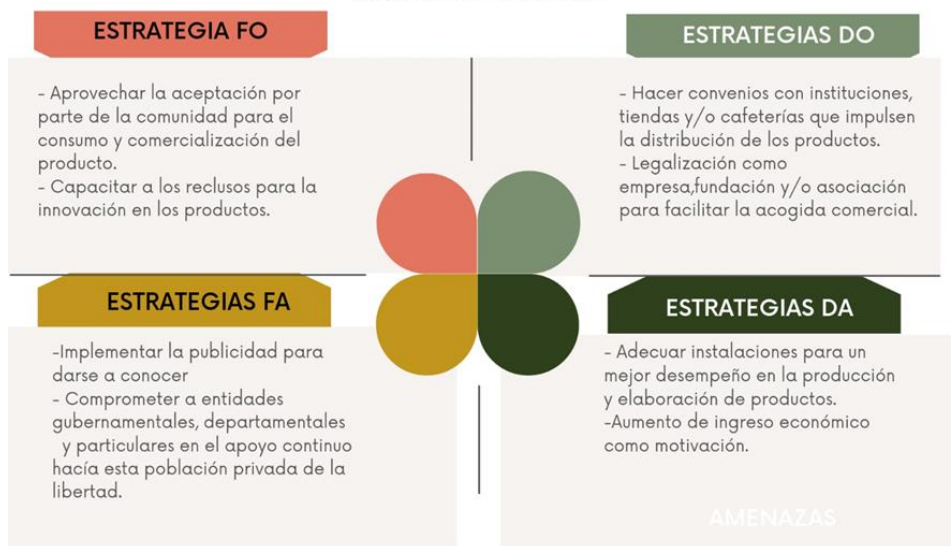 ESTRATEGIA FO
- Aprovechar la aceptación por
parte de la comunidad para el
consumo y comercialización del
producto.
- Capacitar a los reclusos para la
innovación en los productos.
ESTRATEGIAS DO
- Hacer convenios con instituciones,
tiendas y/o cafeterías que impulsen
la distribución de los productos.
- Legalización como
empresa,fundación y/o asociación
para facilitar la acogida comercial.
ESTRATEGIAS FA
-Implementar la publicidad para
darse a conocer
- Comprometer a entidades
gubernamentales, departamentales
y particulares en el apoyo continuo
hacía esta población privada de la
libertad.
ESTRATEGIAS DA
- Adecuar instalaciones para un
mejor desempeño en la producción
y elaboración de productos.
-Aumento de ingreso económico
como motivación.
AMENAZAS